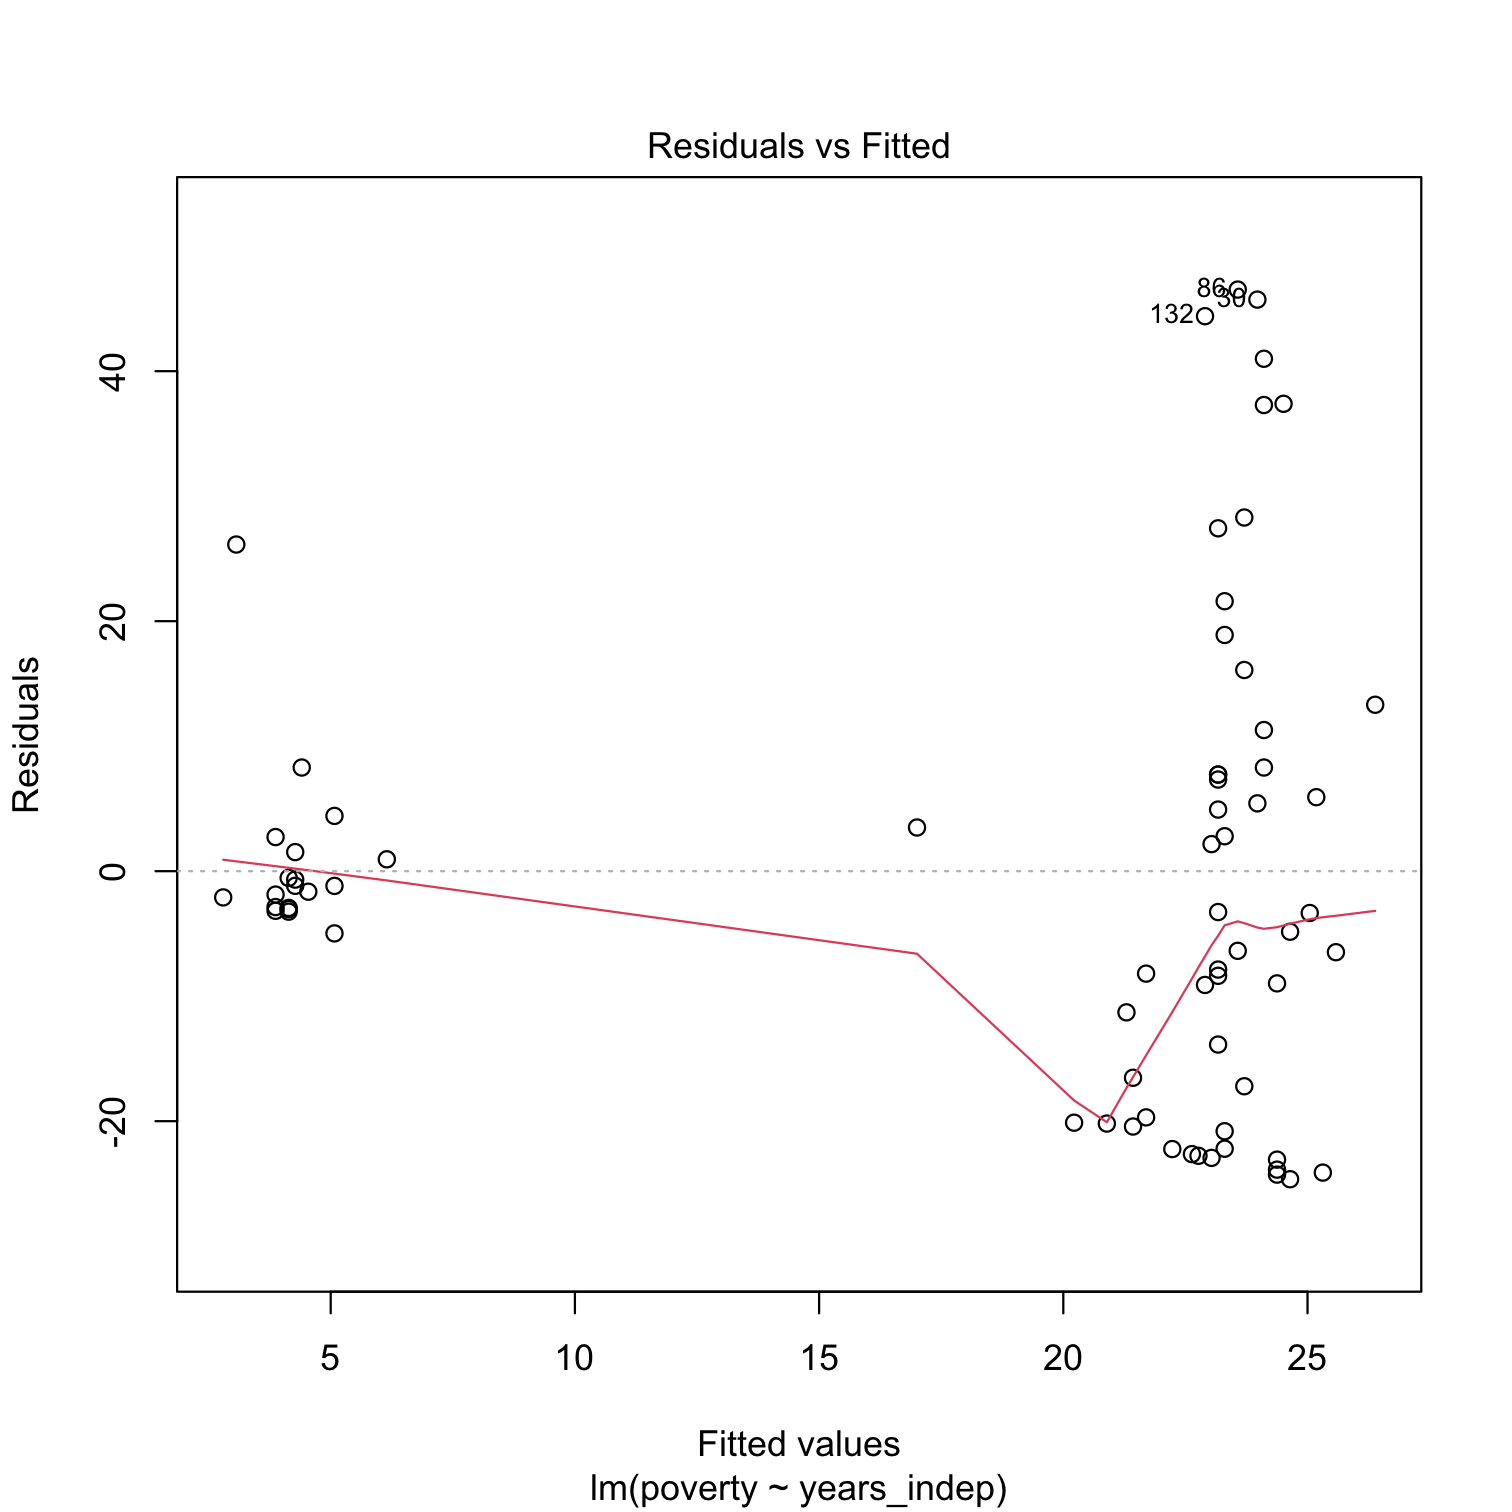 Residuals vs Fitted
Residuals
40
20
0
-20
86
30
132
5 10 15 20 25
Fitted values
lm(poverty ~ years_indep)